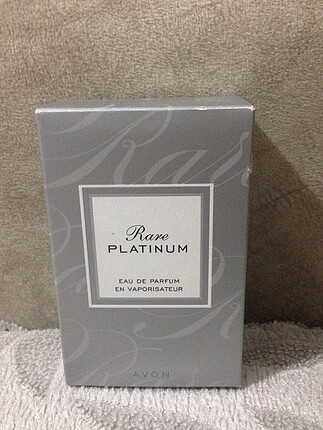 Rare
PLATINUM
EAU DE PARFUM
EN VAPORISATEUR
AVON